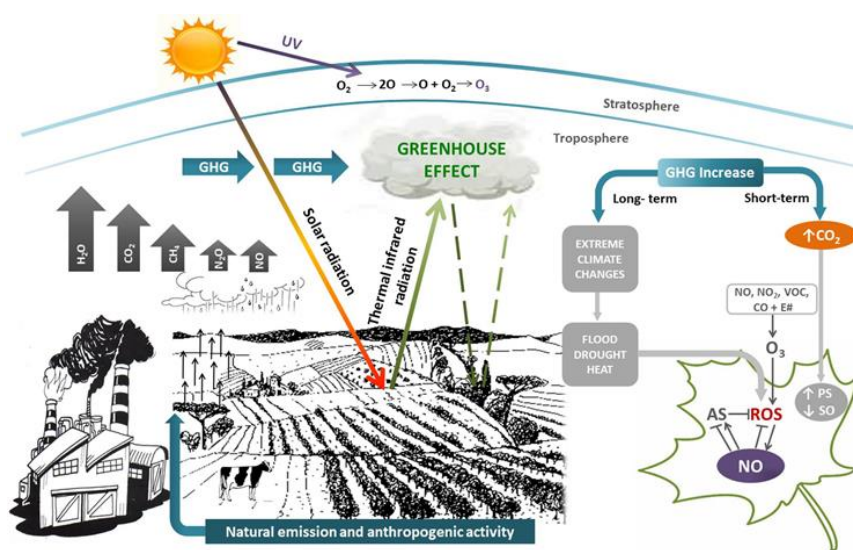 UV
O₂ → 2O → O + O₂ → O₃
Stratosphere
Troposphere
GHG
GHG
GREENHOUSE
EFFECT
GHG Increase
Long- term
Short-term
↑CO₂
H₂O
CO₂
CH₄
N₂O
NO
Solar radiation
Thermal infrared
radiation
EXTREME
CLIMATE
CHANGES
NO, NO₂, VOC,
CO + E#
O₃
FLOOD
DROUGHT
HEAT
↑ PS
↓ SO
AS
ROS
NO
Natural emission and anthropogenic activity